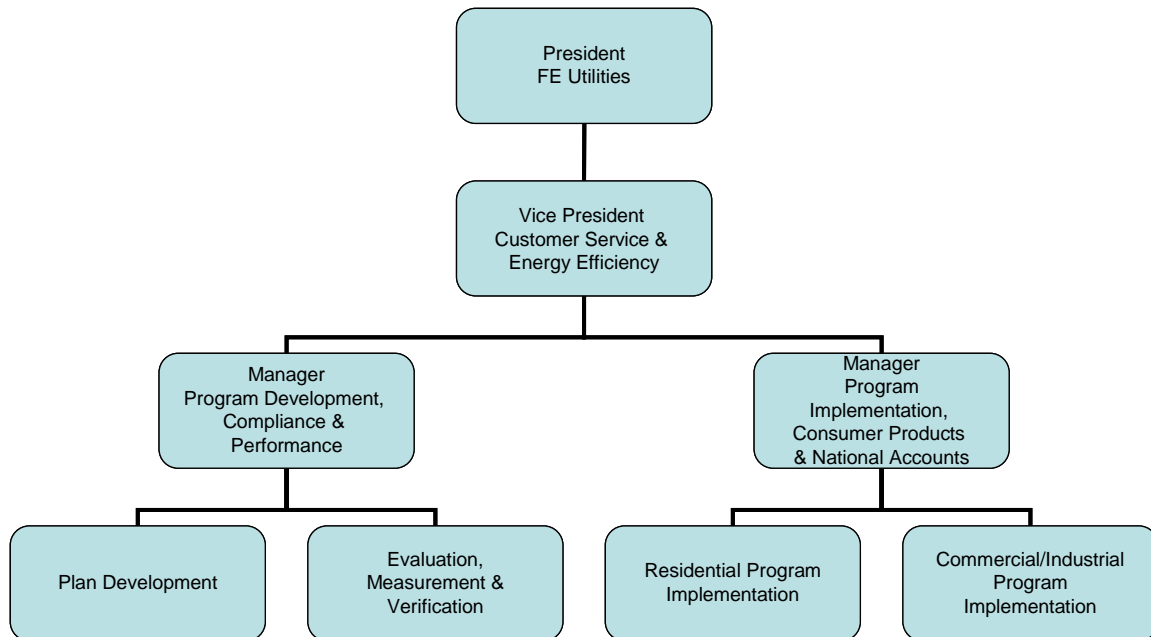 President
FE Utilities
Vice President
Customer Service &
Energy Efficiency
Manager
Program Development,
Compliance &
Performance
Manager
Program
Implementation,
Consumer Products
& National Accounts
Plan Development
Evaluation,
Measurement &
Verification
Residential Program
Implementation
Commercial/Industrial
Program
Implementation